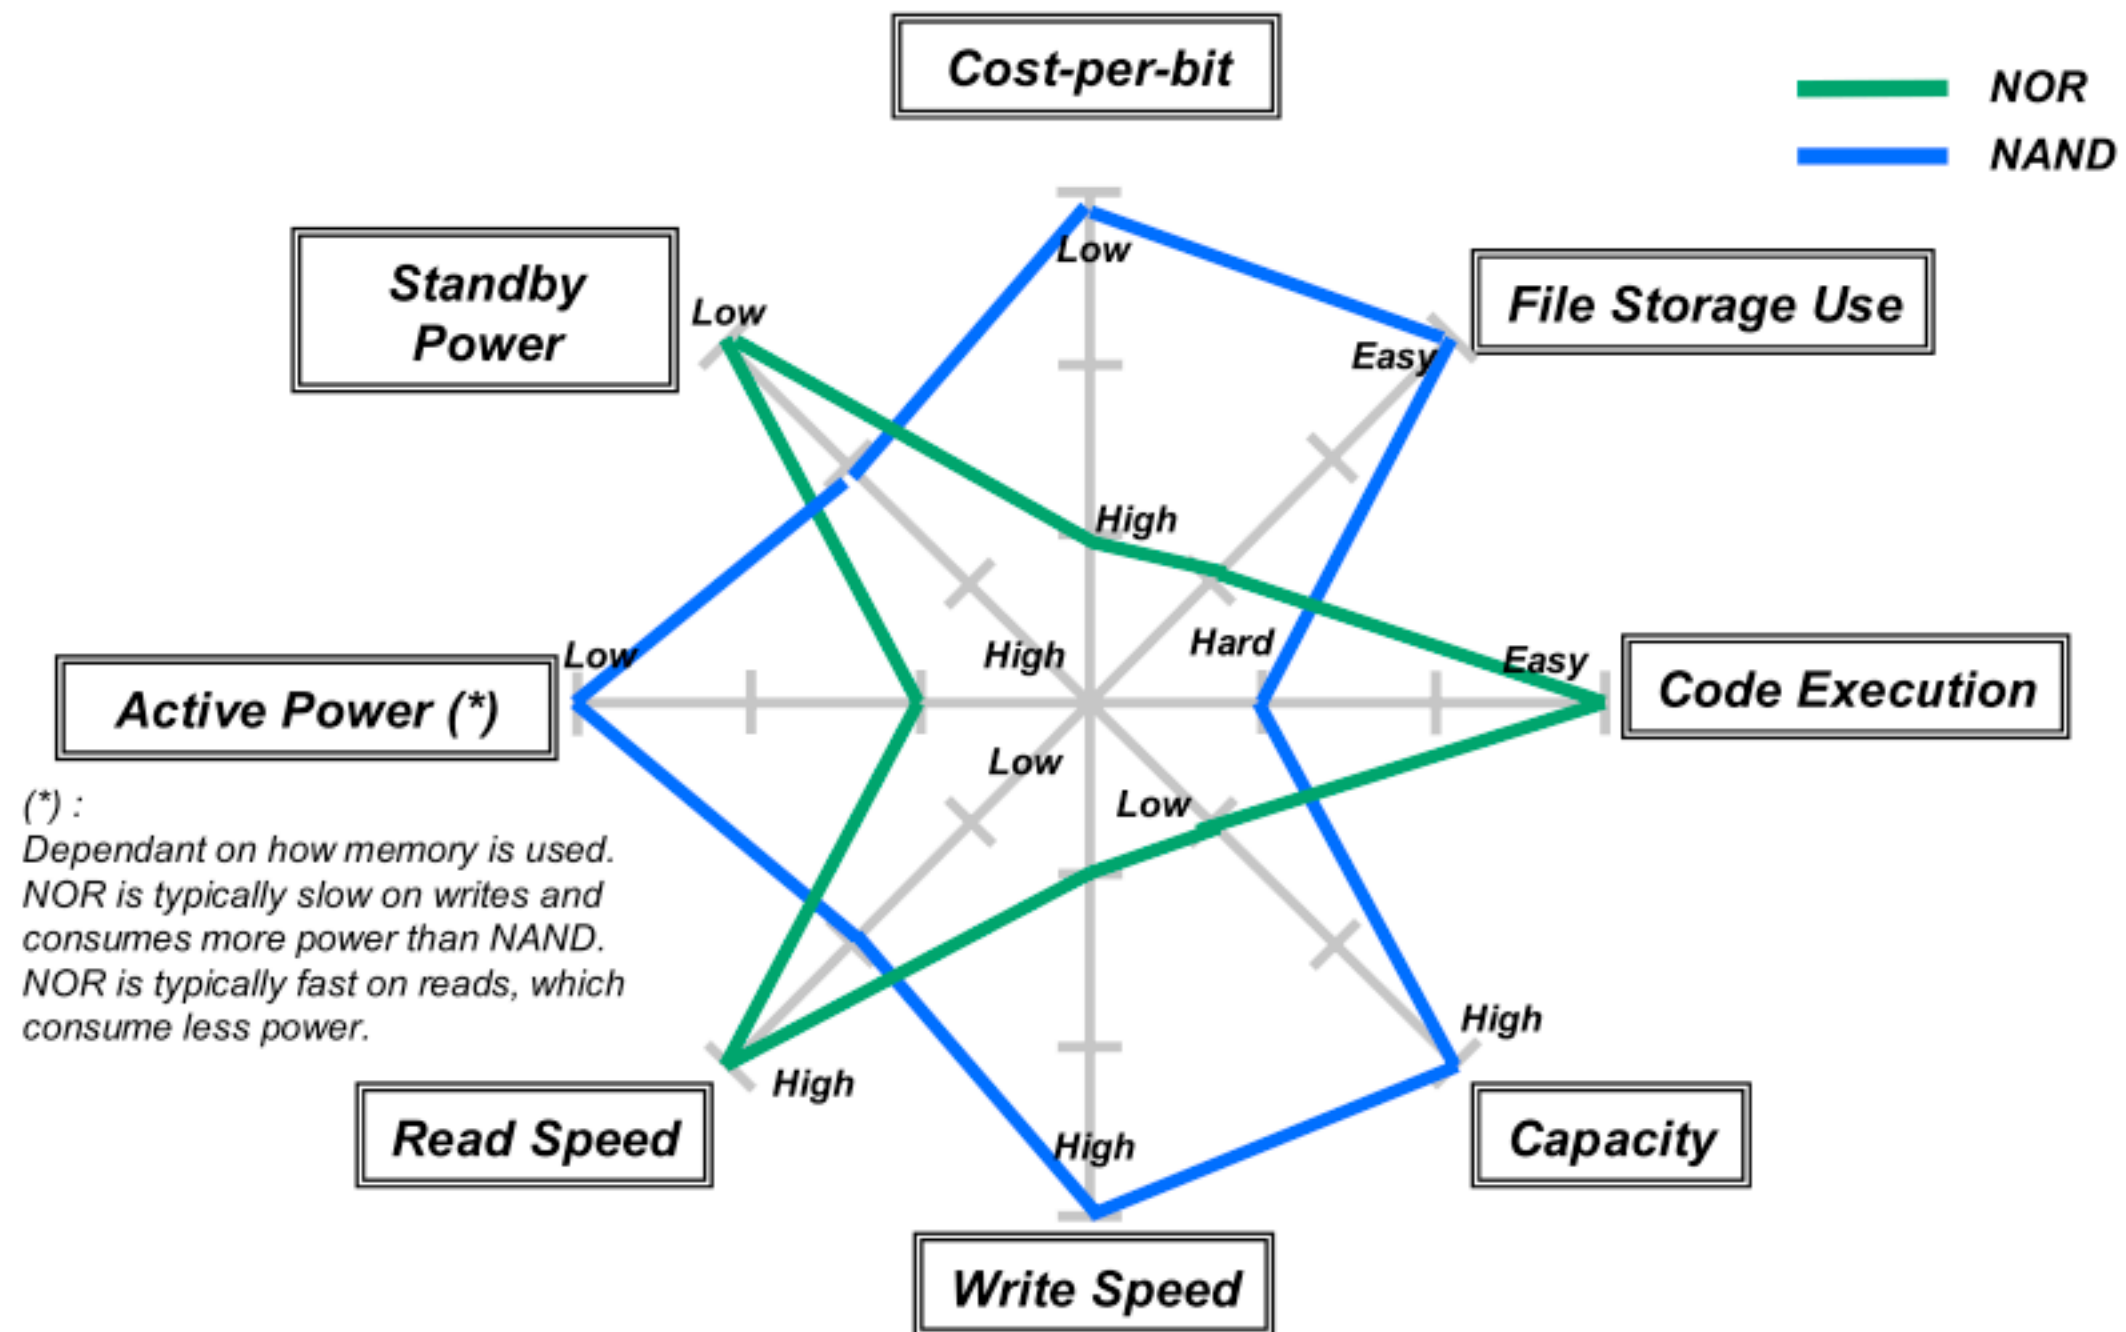 Cost-per-bit
NOR
NAND
Low
Standby
Power
Low
File Storage Use
Easy
High
Hard
High
Easy
Code Execution
Low
Active Power (*)
Low
Low
(*) :
Dependant on how memory is used.
NOR is typically slow on writes and
consumes more power than NAND.
NOR is typically fast on reads, which
consume less power.
High
High
Read Speed
High
Capacity
Write Speed